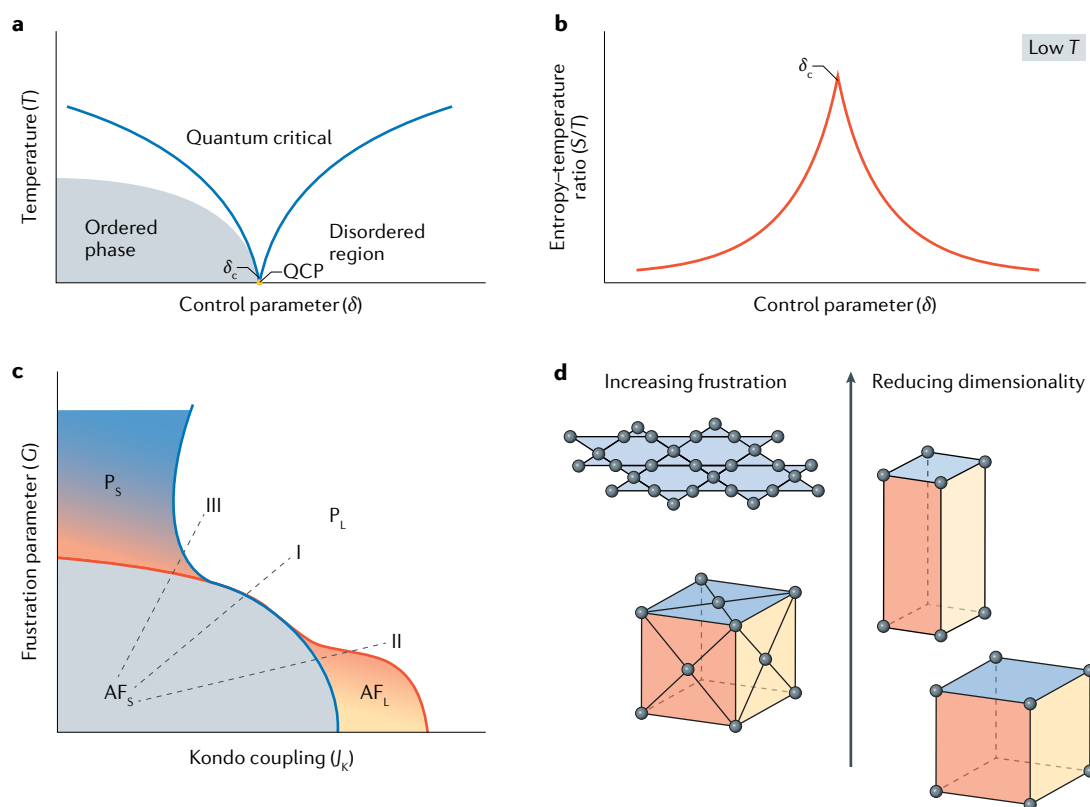 a
Temperature (T)
Quantum critical
Ordered
phase
Disordered
region
δc
QCP
Control parameter (δ)
b
Low T
δc
Entropy–temperature
ratio (S/T)
Control parameter (δ)
c
Frustration parameter (G)
PS
III
PL
I
II
AFS
AFL
Kondo coupling (JK)
d
Increasing frustration
Reducing dimensionality